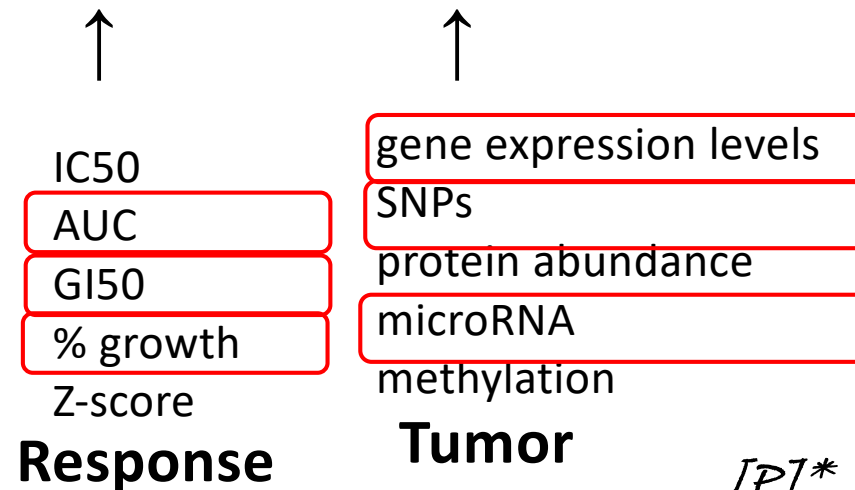 ↑ ↑
IC50
AUC
GI50
% growth
Z-score
Response
gene expression levels
SNPs
protein abundance
microRNA
methylation
Tumor
[P]*